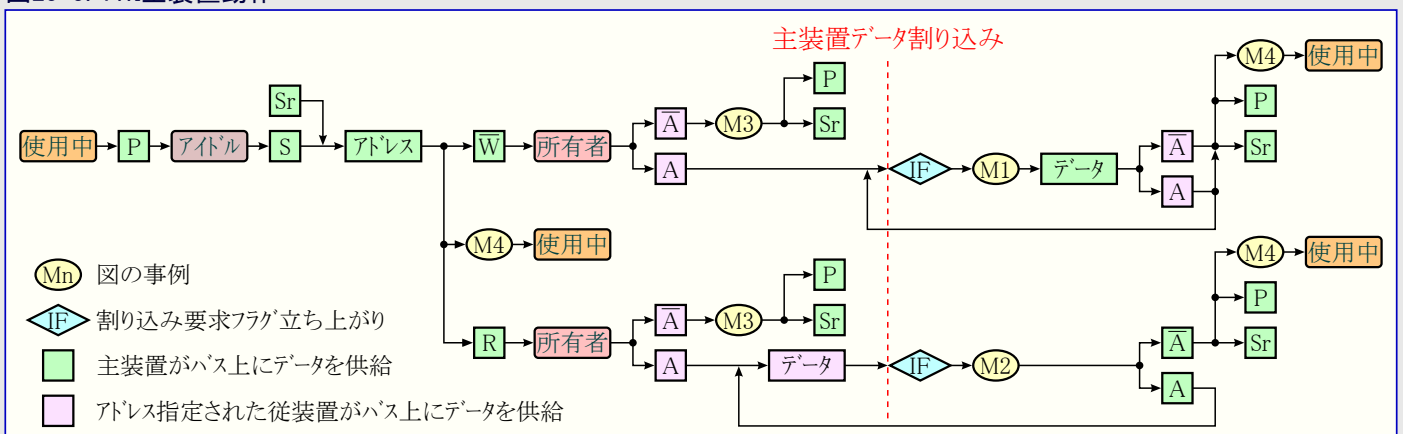 主装置データ割り込み
使用中 P アイドル S アドレス W̅ 所有者 A̅ M3 P
Sr Sr
A IF M1 データ A̅ M4 使用中
A P
Sr
M4 使用中
R 所有者 A̅ M3 P
Sr
A データ IF M2 A̅ M4 使用中
A P
Sr
Mn 図の事例
IF 割り込み要求フラグ立ち上がり
主装置がバス上にデータを供給
アドレス指定された従装置がバス上にデータを供給